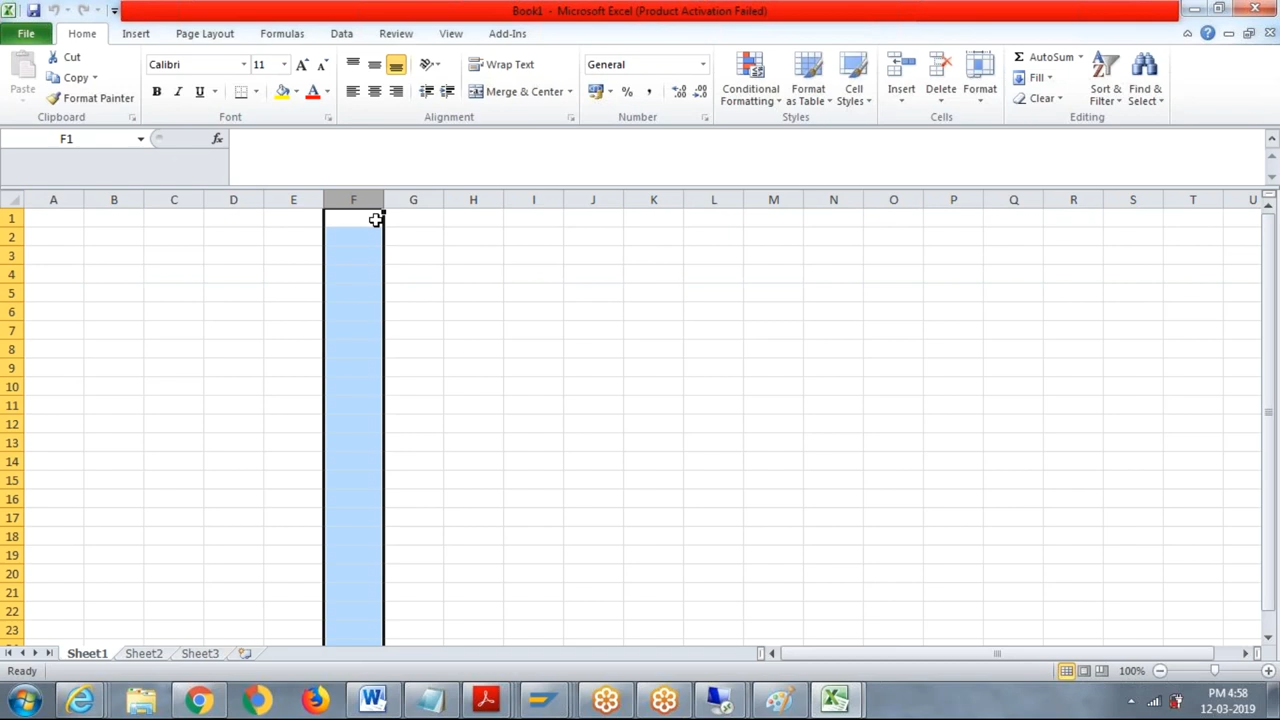 Book1 - Microsoft Excel (Product Activation Failed)
File Home Insert Page Layout Formulas Data Review View Add-Ins
Paste
Cut
Copy
Format Painter
Clipboard
Calibri 11
B I U A
Font
Wrap Text
Merge & Center
Alignment
General
% ,
Number
Conditional Formatting
Format as Table
Cell Styles
Styles
Insert
Delete
Format
Cells
Σ AutoSum
Fill
Clear
Sort & Filter
Find & Select
Editing
F1 fx
A B C D E F G H I J K L M N O P Q R S T U
1
2
3
4
5
6
7
8
9
10
11
12
13
14
15
16
17
18
19
20
21
22
23
Sheet1 Sheet2 Sheet3
Ready 100%
PM 4:58
12-03-2019